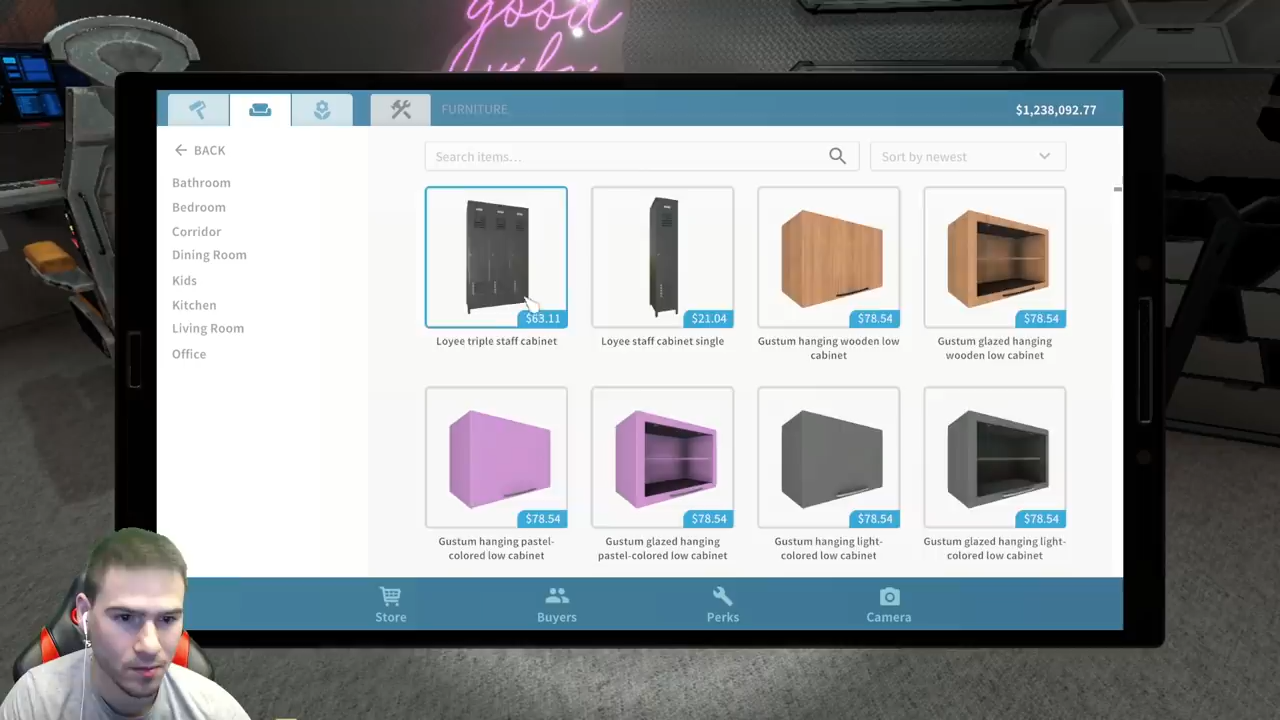 good
vibes
FURNITURE
$1,238,092.77
BACK
Search items...
Sort by newest
Bathroom
Bedroom
Corridor
Dining Room
Kids
Kitchen
Living Room
Office
$63.11
$21.04
$78.54
$78.54
Loyee triple staff cabinet
Loyee staff cabinet single
Gustum hanging wooden low
cabinet
Gustum glazed hanging
wooden low cabinet
$78.54
$78.54
$78.54
$78.54
Gustum hanging pastel-
colored low cabinet
Gustum glazed hanging
pastel-colored low cabinet
Gustum hanging light-
colored low cabinet
Gustum glazed hanging light-
colored low cabinet
Store
Buyers
Perks
Camera